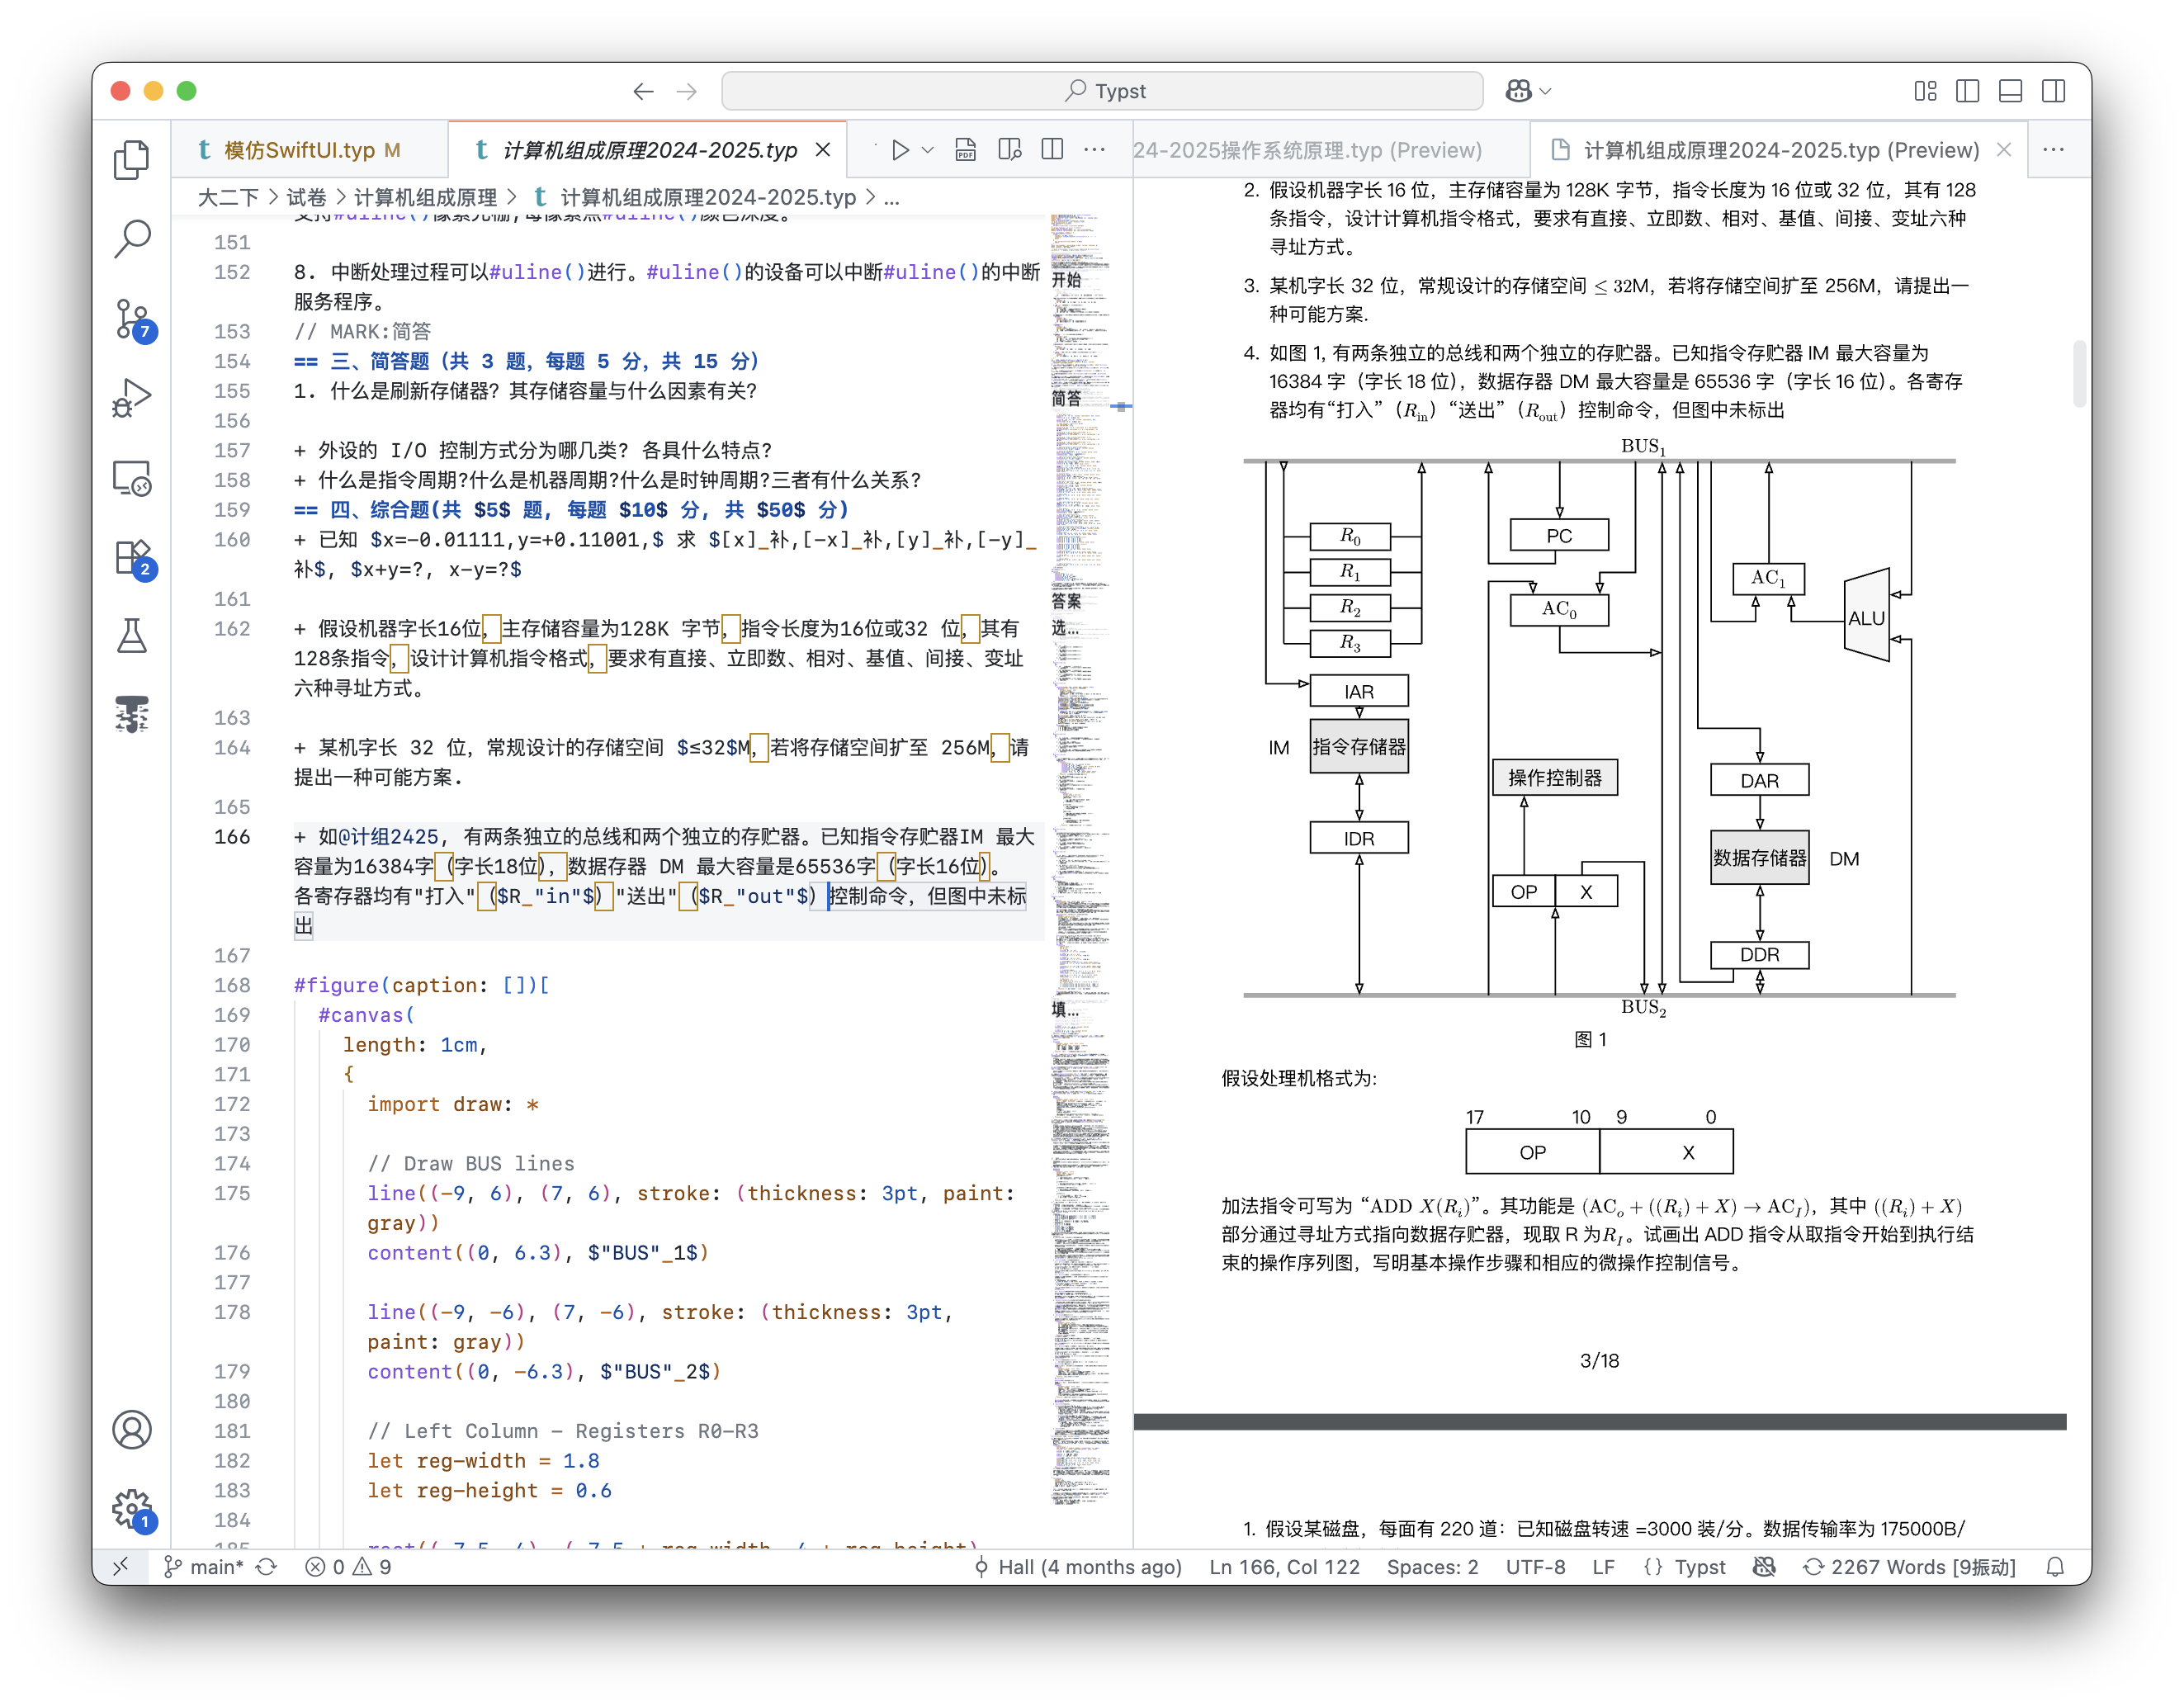 Typst
模仿SwiftUI.typ M
计算机组成原理2024-2025.typ
24-2025操作系统原理.typ (Preview)
计算机组成原理2024-2025.typ (Preview)
大二下 > 试卷 > 计算机组成原理 > 计算机组成原理2024-2025.typ > ...
151
152 8. 中断处理过程可以#uline()进行。#uline()的设备可以中断#uline()的中断
服务程序。
153 // MARK:简答
154 == 三、简答题（共 3 题，每题 5 分，共 15 分）
155 1. 什么是刷新存储器？其存储容量与什么因素有关？
156
157 + 外设的 I/O 控制方式分为哪几类？ 各具什么特点？
158 + 什么是指令周期?什么是机器周期?什么是时钟周期?三者有什么关系?
159 == 四、综合题(共 $5$ 题, 每题 $10$ 分, 共 $50$ 分)
160 + 已知 $x=-0.01111,y=+0.11001,$ 求 $[x]_补,[-x]_补,[y]_补,[-y]_
补$, $x+y=?, x-y=?$
161
162 + 假设机器字长16位，主存储容量为128K 字节，指令长度为16位或32 位，其有
128条指令，设计计算机指令格式，要求有直接、立即数、相对、基值、间接、变址
六种寻址方式。
163
164 + 某机字长 32 位，常规设计的存储空间 $≤32$M，若将存储空间扩至 256M，请
提出一种可能方案.
165
166 + 如@计组2425, 有两条独立的总线和两个独立的存贮器。已知指令存贮器IM 最大
容量为16384字（字长18位），数据存器 DM 最大容量是65536字（字长16位）。
各寄存器均有"打入"（$R_"in"$）"送出"（$R_"out"$）控制命令，但图中未标
出
167
168 #figure(caption: [])[
169 #canvas(
170 length: 1cm,
171 {
172 import draw: *
173
174 // Draw BUS lines
175 line((-9, 6), (7, 6), stroke: (thickness: 3pt, paint:
gray))
176 content((0, 6.3), $"BUS"_1$)
177
178 line((-9, -6), (7, -6), stroke: (thickness: 3pt,
paint: gray))
179 content((0, -6.3), $"BUS"_2$)
180
181 // Left Column - Registers R0-R3
182 let reg-width = 1.8
183 let reg-height = 0.6
184
开始
简答
答案
选...
填...
2. 假设机器字长 16 位，主存储容量为 128K 字节，指令长度为 16 位或 32 位，其有 128
条指令，设计计算机指令格式，要求有直接、立即数、相对、基值、间接、变址六种
寻址方式。
3. 某机字长 32 位，常规设计的存储空间 ≤ 32M，若将存储空间扩至 256M，请提出一
种可能方案.
4. 如图 1, 有两条独立的总线和两个独立的存贮器。已知指令存贮器 IM 最大容量为
16384 字（字长 18 位），数据存器 DM 最大容量是 65536 字（字长 16 位）。各寄存
器均有“打入”（R_in）“送出”（R_out）控制命令，但图中未标出
BUS₁
R₀
R₁
R₂
R₃
PC
AC₀
AC₁
ALU
IAR
IM
指令存储器
IDR
操作控制器
OP X
DAR
数据存储器
DM
DDR
BUS₂
图 1
假设处理机格式为:
17 10 9 0
OP X
加法指令可写为 “ADD X(Rᵢ)”。其功能是 (AC_o + ((Rᵢ) + X) → AC_I)，其中 ((Rᵢ) + X)
部分通过寻址方式指向数据存贮器，现取 R 为R_I。试画出 ADD 指令从取指令开始到执行结
束的操作序列图，写明基本操作步骤和相应的微操作控制信号。
3/18
1. 假设某磁盘，每面有 220 道：已知磁盘转速 =3000 装/分。数据传输率为 175000B/
7
2
1
main* 0 9 Hall (4 months ago) Ln 166, Col 122 Spaces: 2 UTF-8 LF {} Typst 2267 Words [9振动]